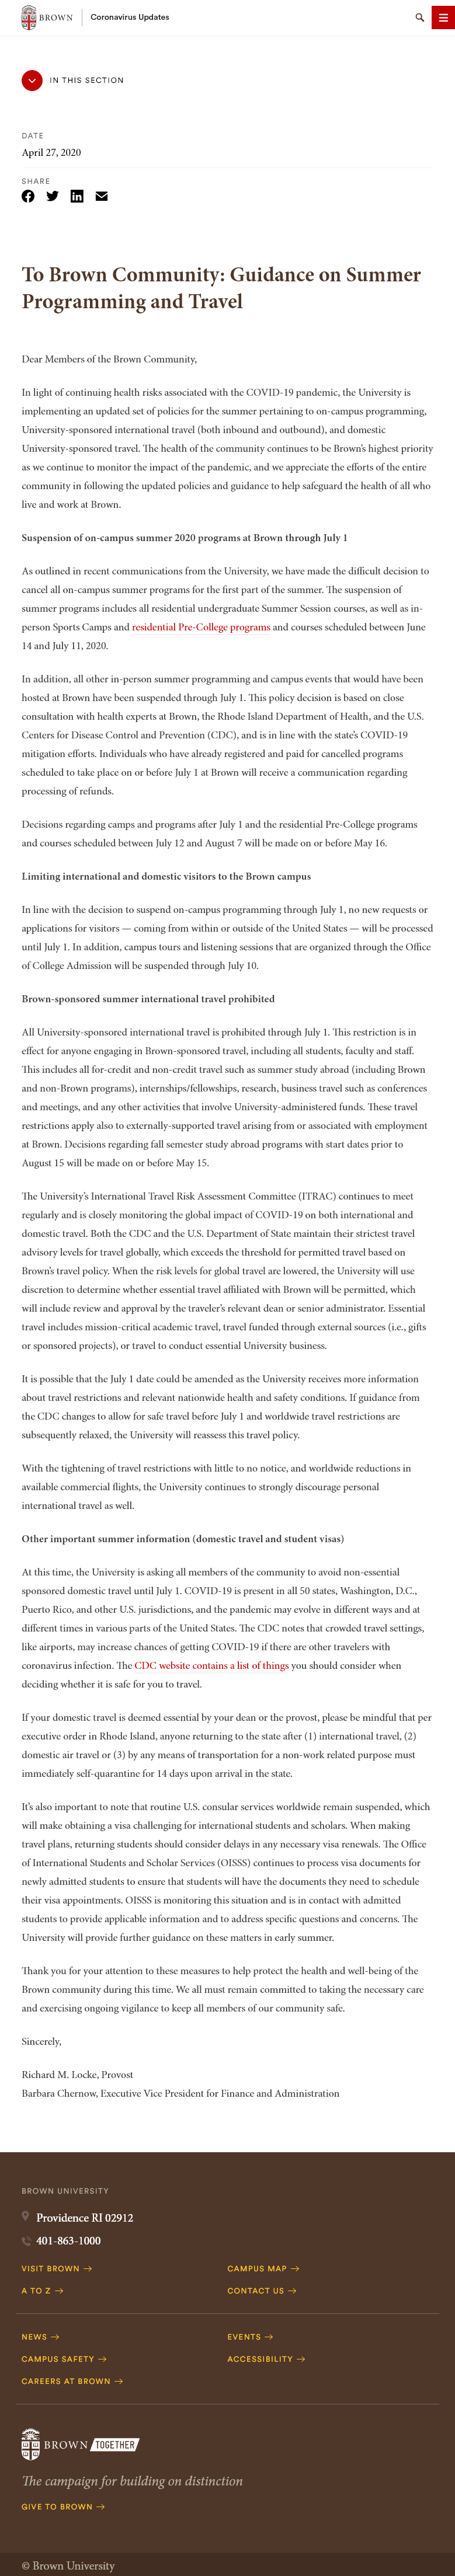 BROWN
Coronavirus Updates
IN THIS SECTION
DATE
April 27, 2020
SHARE
To Brown Community: Guidance on Summer
Programming and Travel
Dear Members of the Brown Community,
In light of continuing health risks associated with the COVID-19 pandemic, the University is
implementing an updated set of policies for the summer pertaining to on-campus programming,
University-sponsored international travel (both inbound and outbound), and domestic
University-sponsored travel. The health of the community continues to be Brown's highest priority
as we continue to monitor the impact of the pandemic, and we appreciate the efforts of the entire
community in following the updated policies and guidance to help safeguard the health of all who
live and work at Brown.
Suspension of on-campus summer 2020 programs at Brown through July 1
As outlined in recent communications from the University, we have made the difficult decision to
cancel all on-campus summer programs for the first part of the summer. The suspension of
summer programs includes all residential undergraduate Summer Session courses, as well as in-
person Sports Camps and residential Pre-College programs and courses scheduled between June
14 and July 11, 2020.
In addition, all other in-person summer programming and campus events that would have been
hosted at Brown have been suspended through July 1. This policy decision is based on close
consultation with health experts at Brown, the Rhode Island Department of Health, and the U.S.
Centers for Disease Control and Prevention (CDC), and is in line with the state's COVID-19
mitigation efforts. Individuals who have already registered and paid for cancelled programs
scheduled to take place on or before July 1 at Brown will receive a communication regarding
processing of refunds.
Decisions regarding camps and programs after July 1 and the residential Pre-College programs
and courses scheduled between July 12 and August 7 will be made on or before May 16.
Limiting international and domestic visitors to the Brown campus
In line with the decision to suspend on-campus programming through July 1, no new requests or
applications for visitors — coming from within or outside of the United States — will be processed
until July 1. In addition, campus tours and listening sessions that are organized through the Office
of College Admission will be suspended through July 10.
Brown-sponsored summer international travel prohibited
All University-sponsored international travel is prohibited through July 1. This restriction is in
effect for anyone engaging in Brown-sponsored travel, including all students, faculty and staff.
This includes all for-credit and non-credit travel such as summer study abroad (including Brown
and non-Brown programs), internships/fellowships, research, business travel such as conferences
and meetings, and any other activities that involve University-administered funds. These travel
restrictions apply also to externally-supported travel arising from or associated with employment
at Brown. Decisions regarding fall semester study abroad programs with start dates prior to
August 15 will be made on or before May 15.
The University's International Travel Risk Assessment Committee (ITRAC) continues to meet
regularly and is closely monitoring the global impact of COVID-19 on both international and
domestic travel. Both the CDC and the U.S. Department of State maintain their strictest travel
advisory levels for travel globally, which exceeds the threshold for permitted travel based on
Brown's travel policy. When the risk levels for global travel are lowered, the University will use
discretion to determine whether essential travel affiliated with Brown will be permitted, which
will include review and approval by the traveler's relevant dean or senior administrator. Essential
travel includes mission-critical academic travel, travel funded through external sources (i.e., gifts
or sponsored projects), or travel to conduct essential University business.
It is possible that the July 1 date could be amended as the University receives more information
about travel restrictions and relevant nationwide health and safety conditions. If guidance from
the CDC changes to allow for safe travel before July 1 and worldwide travel restrictions are
subsequently relaxed, the University will reassess this travel policy.
With the tightening of travel restrictions with little to no notice, and worldwide reductions in
available commercial flights, the University continues to strongly discourage personal
international travel as well.
Other important summer information (domestic travel and student visas)
At this time, the University is asking all members of the community to avoid non-essential
sponsored domestic travel until July 1. COVID-19 is present in all 50 states, Washington, D.C.,
Puerto Rico, and other U.S. jurisdictions, and the pandemic may evolve in different ways and at
different times in various parts of the United States. The CDC notes that crowded travel settings,
like airports, may increase chances of getting COVID-19 if there are other travelers with
coronavirus infection. The CDC website contains a list of things you should consider when
deciding whether it is safe for you to travel.
If your domestic travel is deemed essential by your dean or the provost, please be mindful that per
executive order in Rhode Island, anyone returning to the state after (1) international travel, (2)
domestic air travel or (3) by any means of transportation for a non-work related purpose must
immediately self-quarantine for 14 days upon arrival in the state.
It's also important to note that routine U.S. consular services worldwide remain suspended, which
will make obtaining a visa challenging for international students and scholars. When making
travel plans, returning students should consider delays in any necessary visa renewals. The Office
of International Students and Scholar Services (OISSS) continues to process visa documents for
newly admitted students to ensure that students will have the documents they need to schedule
their visa appointments. OISSS is monitoring this situation and is in contact with admitted
students to provide applicable information and to address specific questions and concerns. The
University will provide further guidance on these matters in early summer.
Thank you for your attention to these measures to help protect the health and well-being of the
Brown community during this time. We all must remain committed to taking the necessary care
and exercising ongoing vigilance to keep all members of our community safe.
Sincerely,
Richard M. Locke, Provost
Barbara Chernow, Executive Vice President for Finance and Administration
BROWN UNIVERSITY
Providence RI 02912
401-863-1000
VISIT BROWN
CAMPUS MAP
A TO Z
CONTACT US
NEWS
EVENTS
CAMPUS SAFETY
ACCESSIBILITY
CAREERS AT BROWN
BROWN TOGETHER
The campaign for building on distinction
GIVE TO BROWN
© Brown University